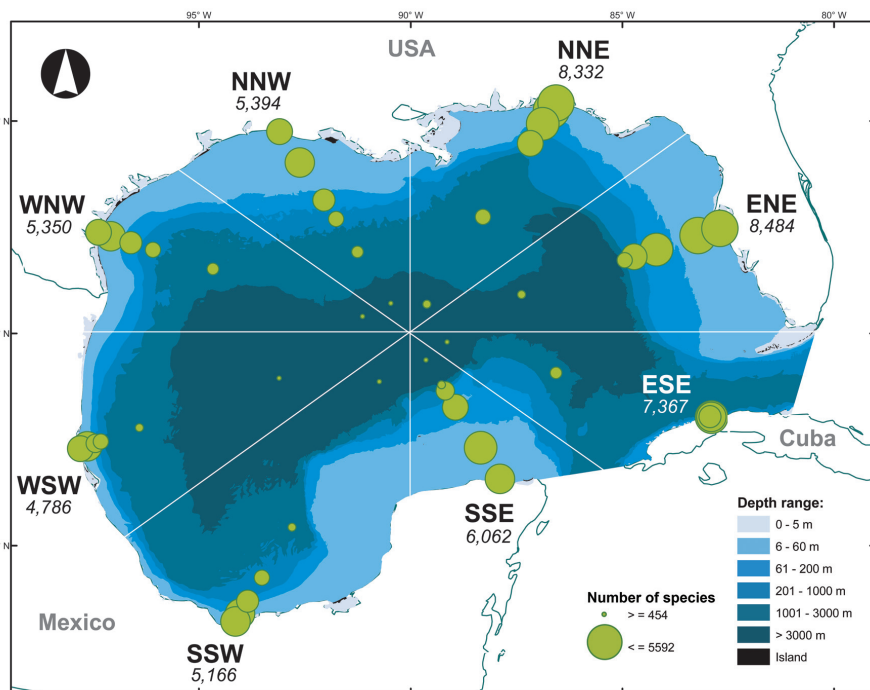 95° W
90° W
85° W
80° W
USA
NNE
8,332
NNW
5,394
N
WNW
5,350
ENE
8,484
N
ESE
7,367
Cuba
WSW
4,786
SSE
6,062
N
Mexico
SSW
5,166
Number of species
> = 454
< = 5592
Depth range:
0 - 5 m
6 - 60 m
61 - 200 m
201 - 1000 m
1001 - 3000 m
> 3000 m
Island